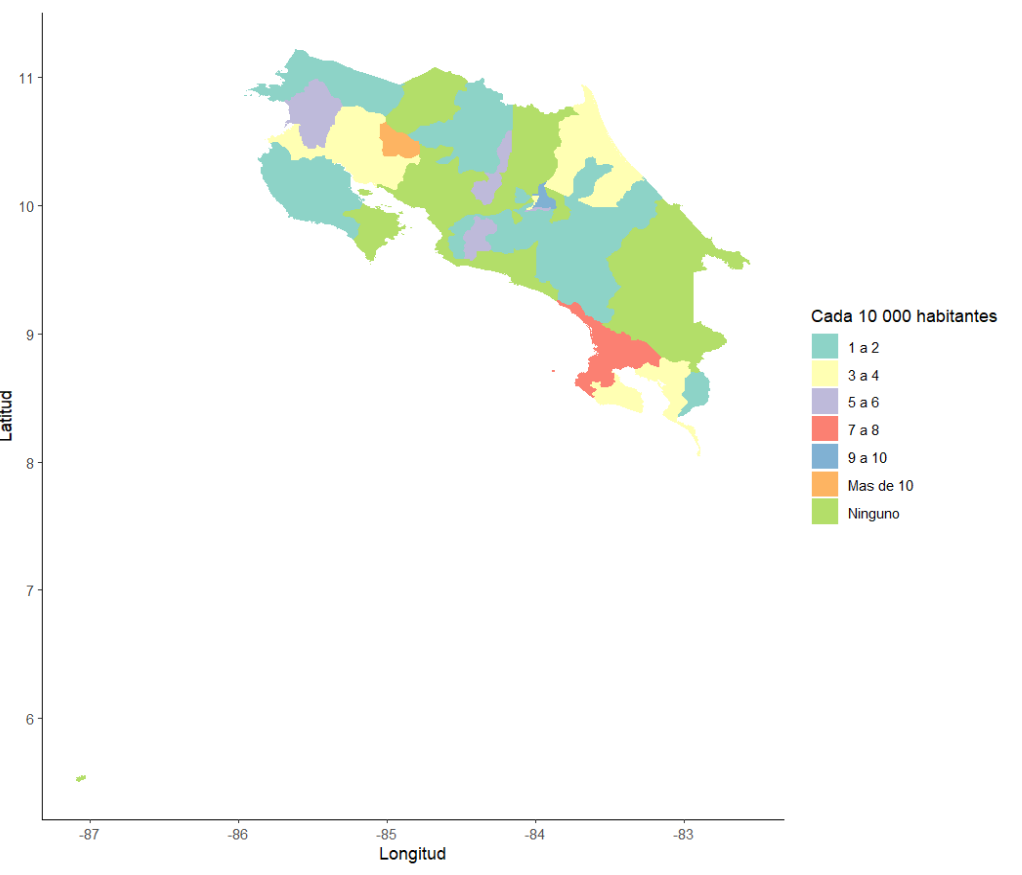 11
10
9
8
7
6
Latitud
-87
-86
-85
-84
-83
Longitud
Cada 10 000 habitantes
1 a 2
3 a 4
5 a 6
7 a 8
9 a 10
Mas de 10
Ninguno